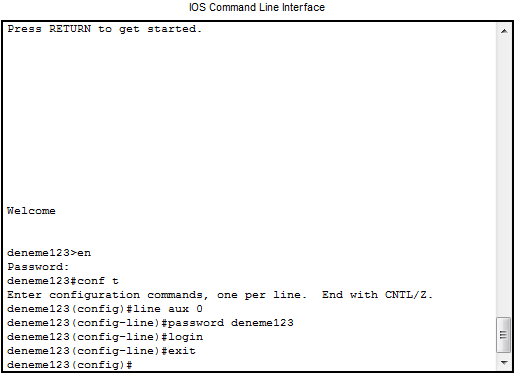 IOS Command Line Interface
Press RETURN to get started.
Welcome
deneme123>en
Password:
deneme123#conf t
Enter configuration commands, one per line.  End with CNTL/Z.
deneme123(config)#line aux 0
deneme123(config-line)#password deneme123
deneme123(config-line)#login
deneme123(config-line)#exit
deneme123(config)#